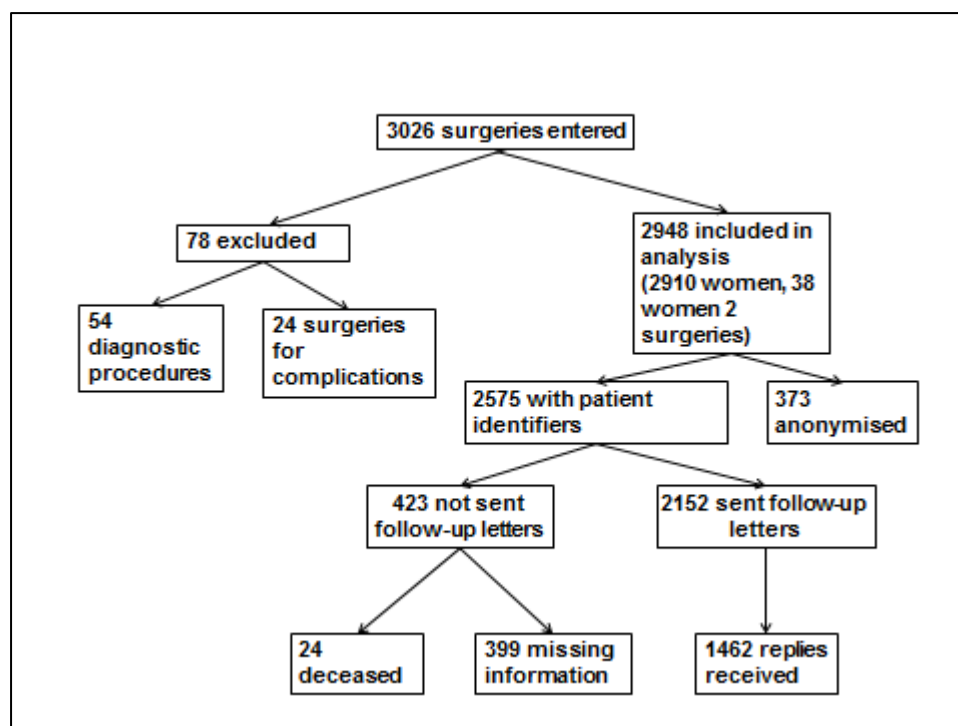 3026 surgeries entered
78 excluded
2948 included in
analysis
(2910 women, 38
women 2
surgeries)
54
diagnostic
procedures
24 surgeries
for
complications
2575 with patient
identifiers
373
anonymised
423 not sent
follow-up letters
2152 sent follow-up
letters
24
deceased
399 missing
information
1462 replies
received